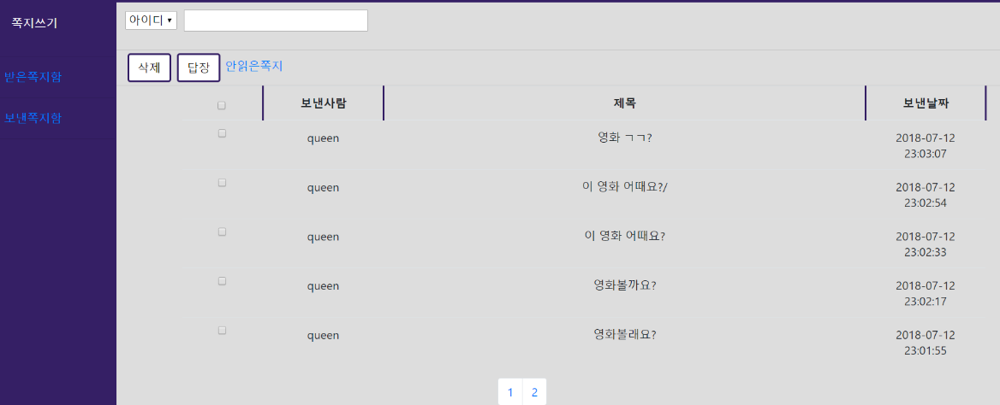 쪽지쓰기
받은쪽지함
보낸쪽지함
아이디
삭제 답장 안읽은쪽지
보낸사람 제목 보낸날짜
queen 영화 ㄱㄱ? 2018-07-12
23:03:07
queen 이 영화 어때요?/ 2018-07-12
23:02:54
queen 이 영화 어때요? 2018-07-12
23:02:33
queen 영화볼까요? 2018-07-12
23:02:17
queen 영화볼래요? 2018-07-12
23:01:55
1 2